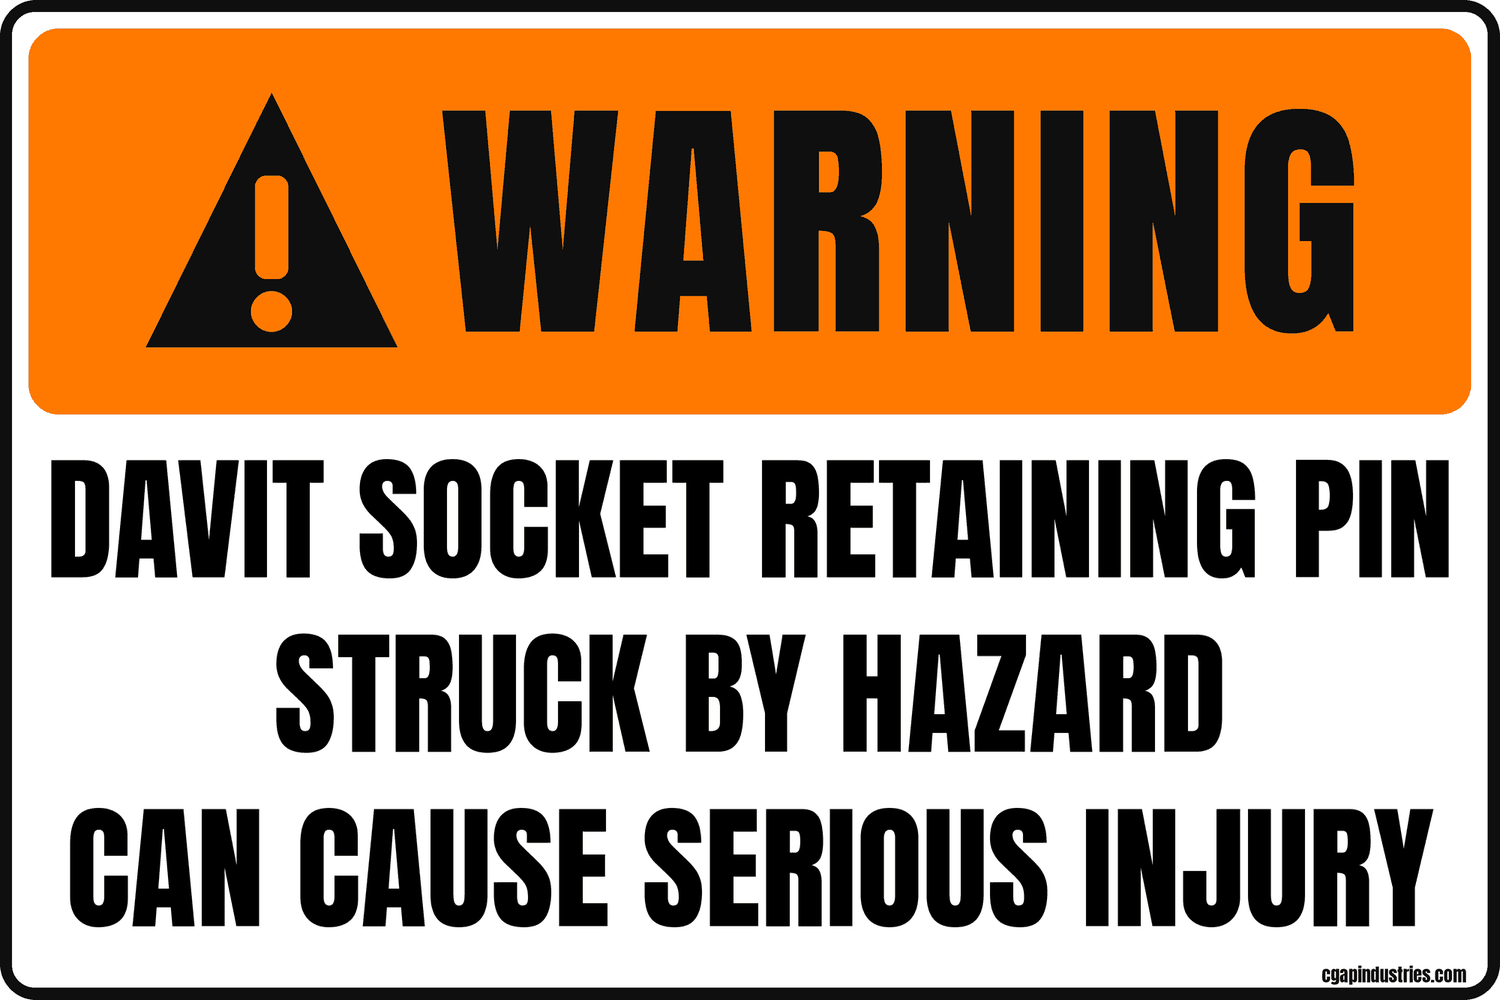 WARNING
DAVIT SOCKET RETAINING PIN
STRUCK BY HAZARD
CAN CAUSE SERIOUS INJURY
cgapindustries.com